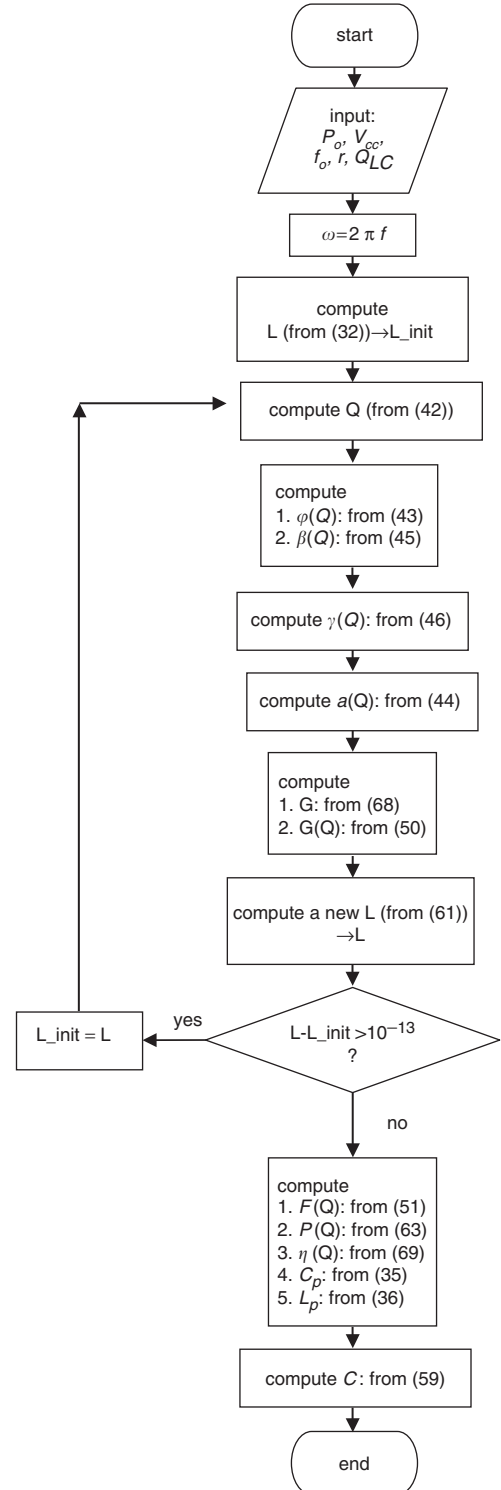 start
input:
P_o, V_cc,
f_o, r, Q_LC
ω=2 π f
compute
L (from (32))→L_init
compute Q (from (42))
compute
1. φ(Q): from (43)
2. β(Q): from (45)
compute γ(Q): from (46)
compute a(Q): from (44)
compute
1. G: from (68)
2. G(Q): from (50)
compute a new L (from (61))
→L
L-L_init >10⁻¹³
?
yes
L_init = L
no
compute
1. F(Q): from (51)
2. P(Q): from (63)
3. η (Q): from (69)
4. C_p: from (35)
5. L_p: from (36)
compute C: from (59)
end